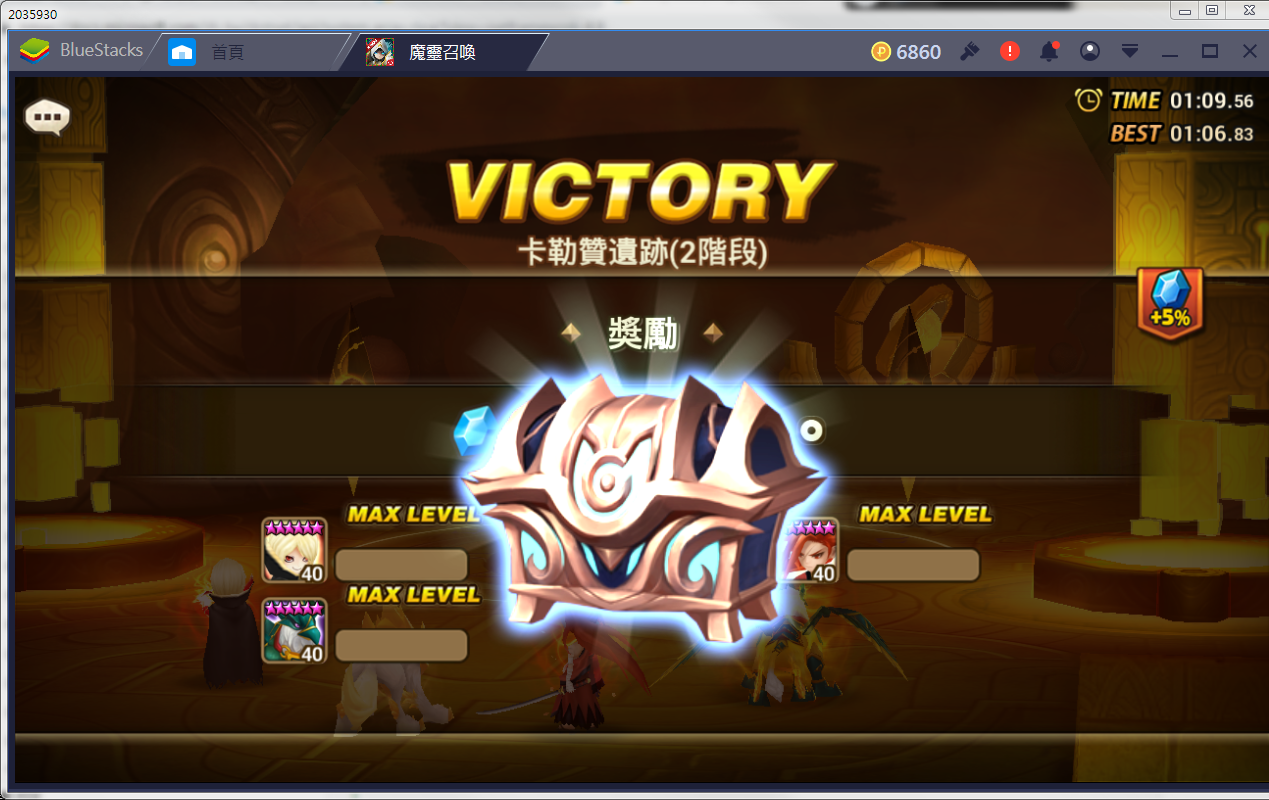 2035930
BlueStacks
首頁
魔靈召喚
6860
TIME 01:09.56
BEST 01:06.83
VICTORY
卡勒贊遺跡(2階段)
+5%
獎勵
MAX LEVEL
MAX LEVEL
40
40
MAX LEVEL
40